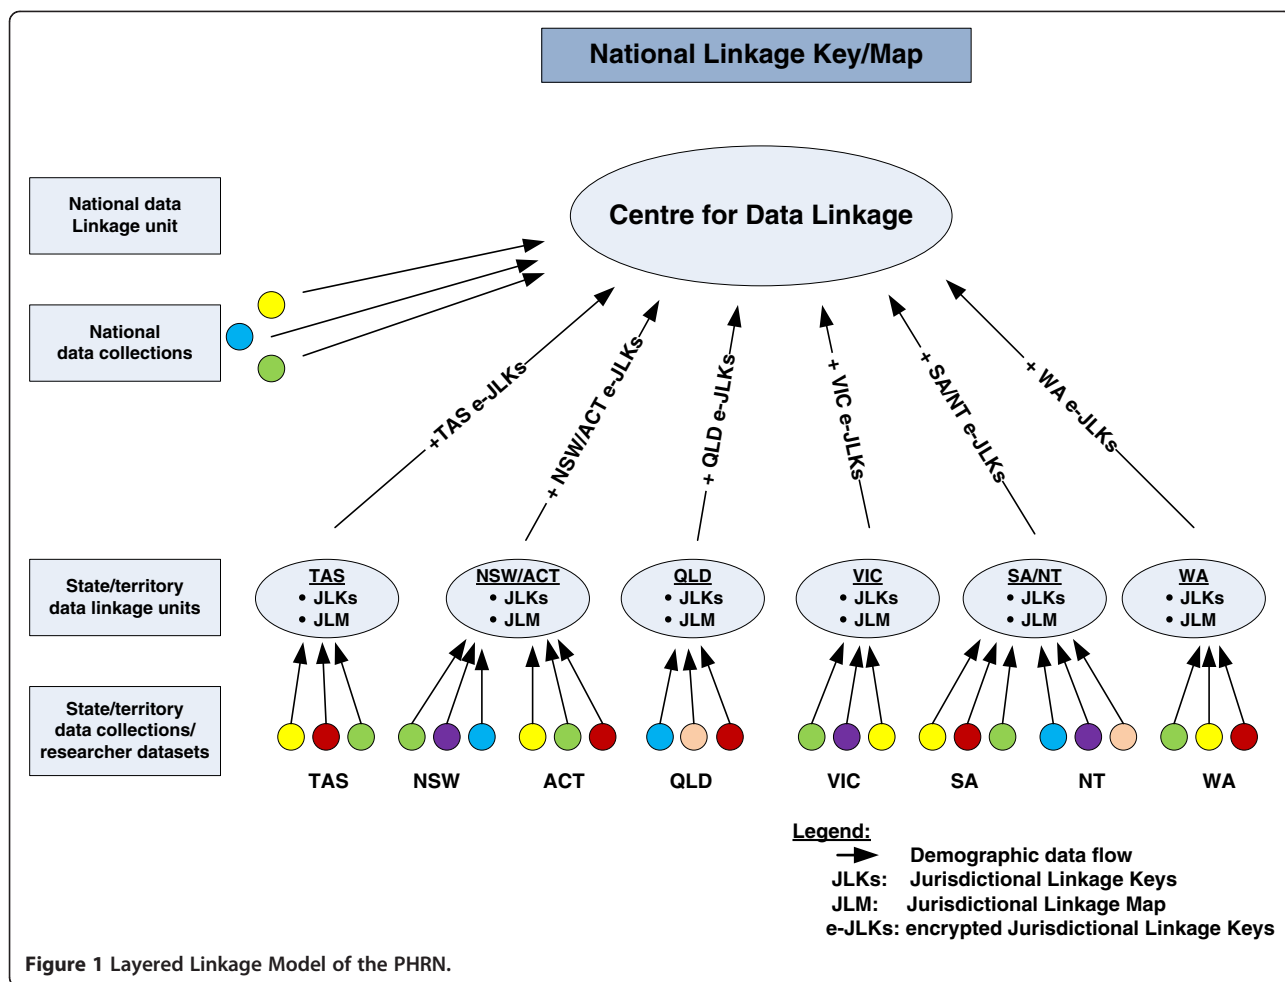 National Linkage Key/Map
National data
Linkage unit
Centre for Data Linkage
National
data collections
+TAS e-JLKs
+ NSW/ACT e-JLKs
+ QLD e-JLKs
+ VIC e-JLKs
+ SA/NT e-JLKs
+ WA e-JLKs
State/territory
data linkage units
TAS
• JLKs
• JLM
NSW/ACT
• JLKs
• JLM
QLD
• JLKs
• JLM
VIC
• JLKs
• JLM
SA/NT
• JLKs
• JLM
WA
• JLKs
• JLM
State/territory
data collections/
researcher datasets
TAS
NSW
ACT
QLD
VIC
SA
NT
WA
Legend:
Demographic data flow
JLKs: Jurisdictional Linkage Keys
JLM: Jurisdictional Linkage Map
e-JLKs: encrypted Jurisdictional Linkage Keys
Figure 1 Layered Linkage Model of the PHRN.